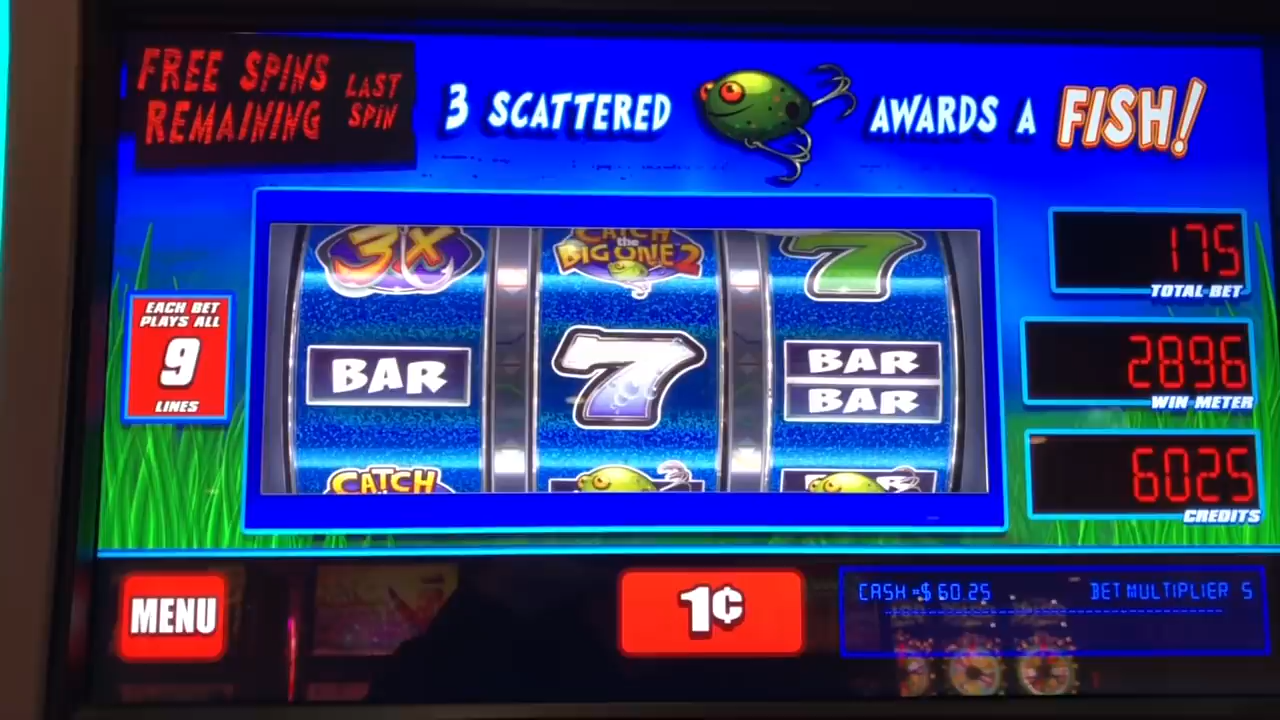 FREE SPINS REMAINING
LAST SPIN
3 SCATTERED AWARDS A FISH!
175
TOTAL BET
2896
WIN METER
6025
CREDITS
EACH BET
PLAYS ALL
9
LINES
3X
CATCH
the
BIG ONE 2
7
BAR
7
BAR
BAR
CATCH
MENU
1¢
CASH =$ 60.25
BET MULTIPLIER 5